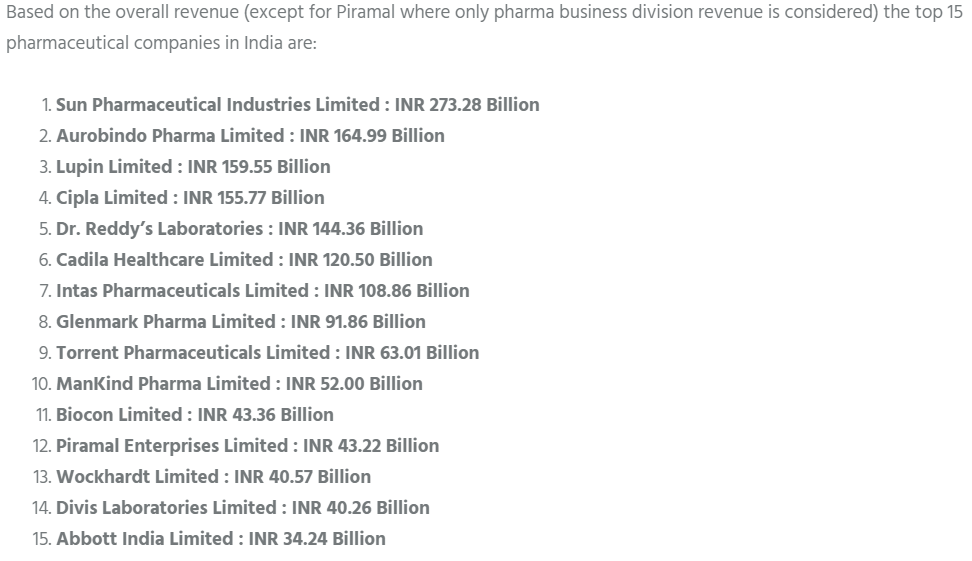 Based on the overall revenue (except for Piramal where only pharma business division revenue is considered) the top 15
pharmaceutical companies in India are:
1. Sun Pharmaceutical Industries Limited : INR 273.28 Billion
2. Aurobindo Pharma Limited : INR 164.99 Billion
3. Lupin Limited : INR 159.55 Billion
4. Cipla Limited : INR 155.77 Billion
5. Dr. Reddy’s Laboratories : INR 144.36 Billion
6. Cadila Healthcare Limited : INR 120.50 Billion
7. Intas Pharmaceuticals Limited : INR 108.86 Billion
8. Glenmark Pharma Limited : INR 91.86 Billion
9. Torrent Pharmaceuticals Limited : INR 63.01 Billion
10. ManKind Pharma Limited : INR 52.00 Billion
11. Biocon Limited : INR 43.36 Billion
12. Piramal Enterprises Limited : INR 43.22 Billion
13. Wockhardt Limited : INR 40.57 Billion
14. Divis Laboratories Limited : INR 40.26 Billion
15. Abbott India Limited : INR 34.24 Billion